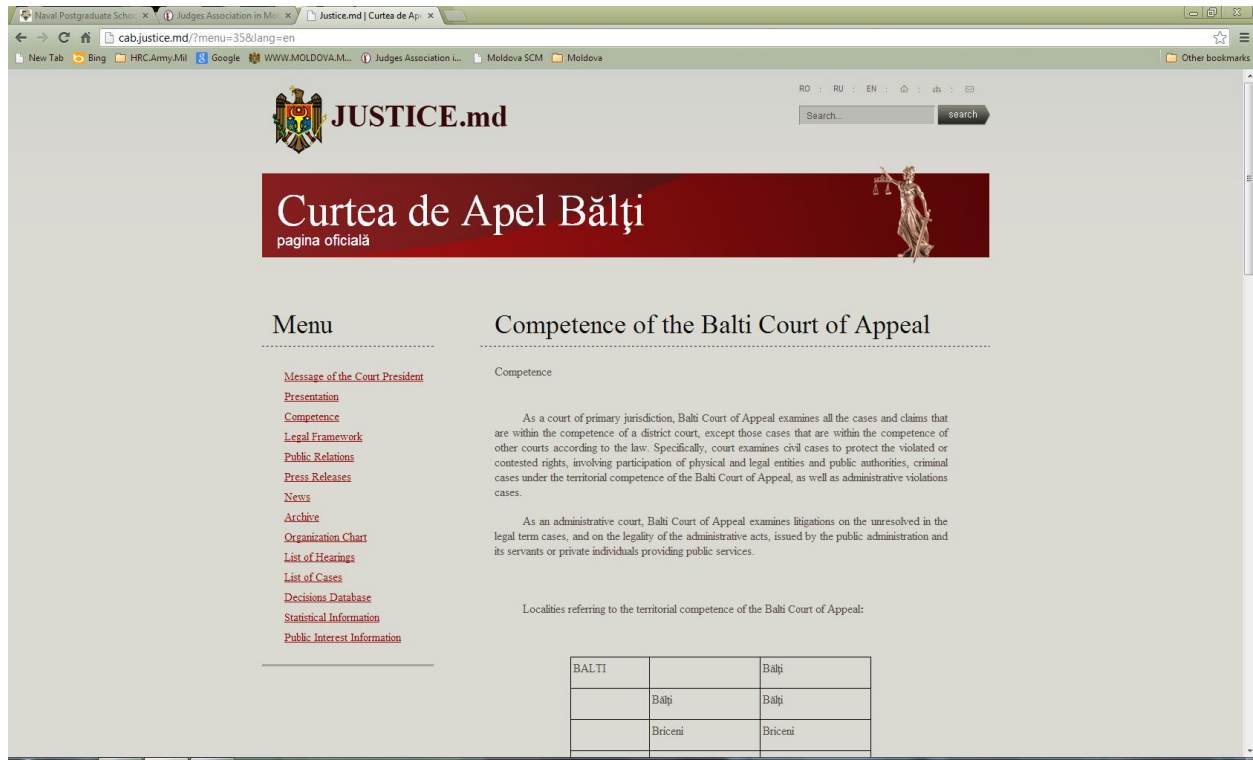 Naval Postgraduate Schoo
Judges Association in Mol
Justice.md | Curtea de Ape
cab.justice.md/?menu=35&lang=en
New Tab Bing HRC.Army.Mil Google WWW.MOLDOVA.M... Judges Association i... Moldova SCM Moldova Other bookmarks
RO : RU : EN
JUSTICE.md
Search... search
Curtea de Apel Bălţi
pagina oficială
Menu
Message of the Court President
Presentation
Competence
Legal Framework
Public Relations
Press Releases
News
Archive
Organization Chart
List of Hearings
List of Cases
Decisions Database
Statistical Information
Public Interest Information
Competence of the Balti Court of Appeal
Competence
As a court of primary jurisdiction, Balti Court of Appeal examines all the cases and claims that
are within the competence of a district court, except those cases that are within the competence of
other courts according to the law. Specifically, court examines civil cases to protect the violated or
contested rights, involving participation of physical and legal entities and public authorities, criminal
cases under the territorial competence of the Balti Court of Appeal, as well as administrative violations
cases.
As an administrative court, Balti Court of Appeal examines litigations on the unresolved in the
legal term cases, and on the legality of the administrative acts, issued by the public administration and
its servants or private individuals providing public services.
Localities referring to the territorial competence of the Balti Court of Appeal:
BALTI Bălţi
Bălţi Bălţi
Briceni Briceni